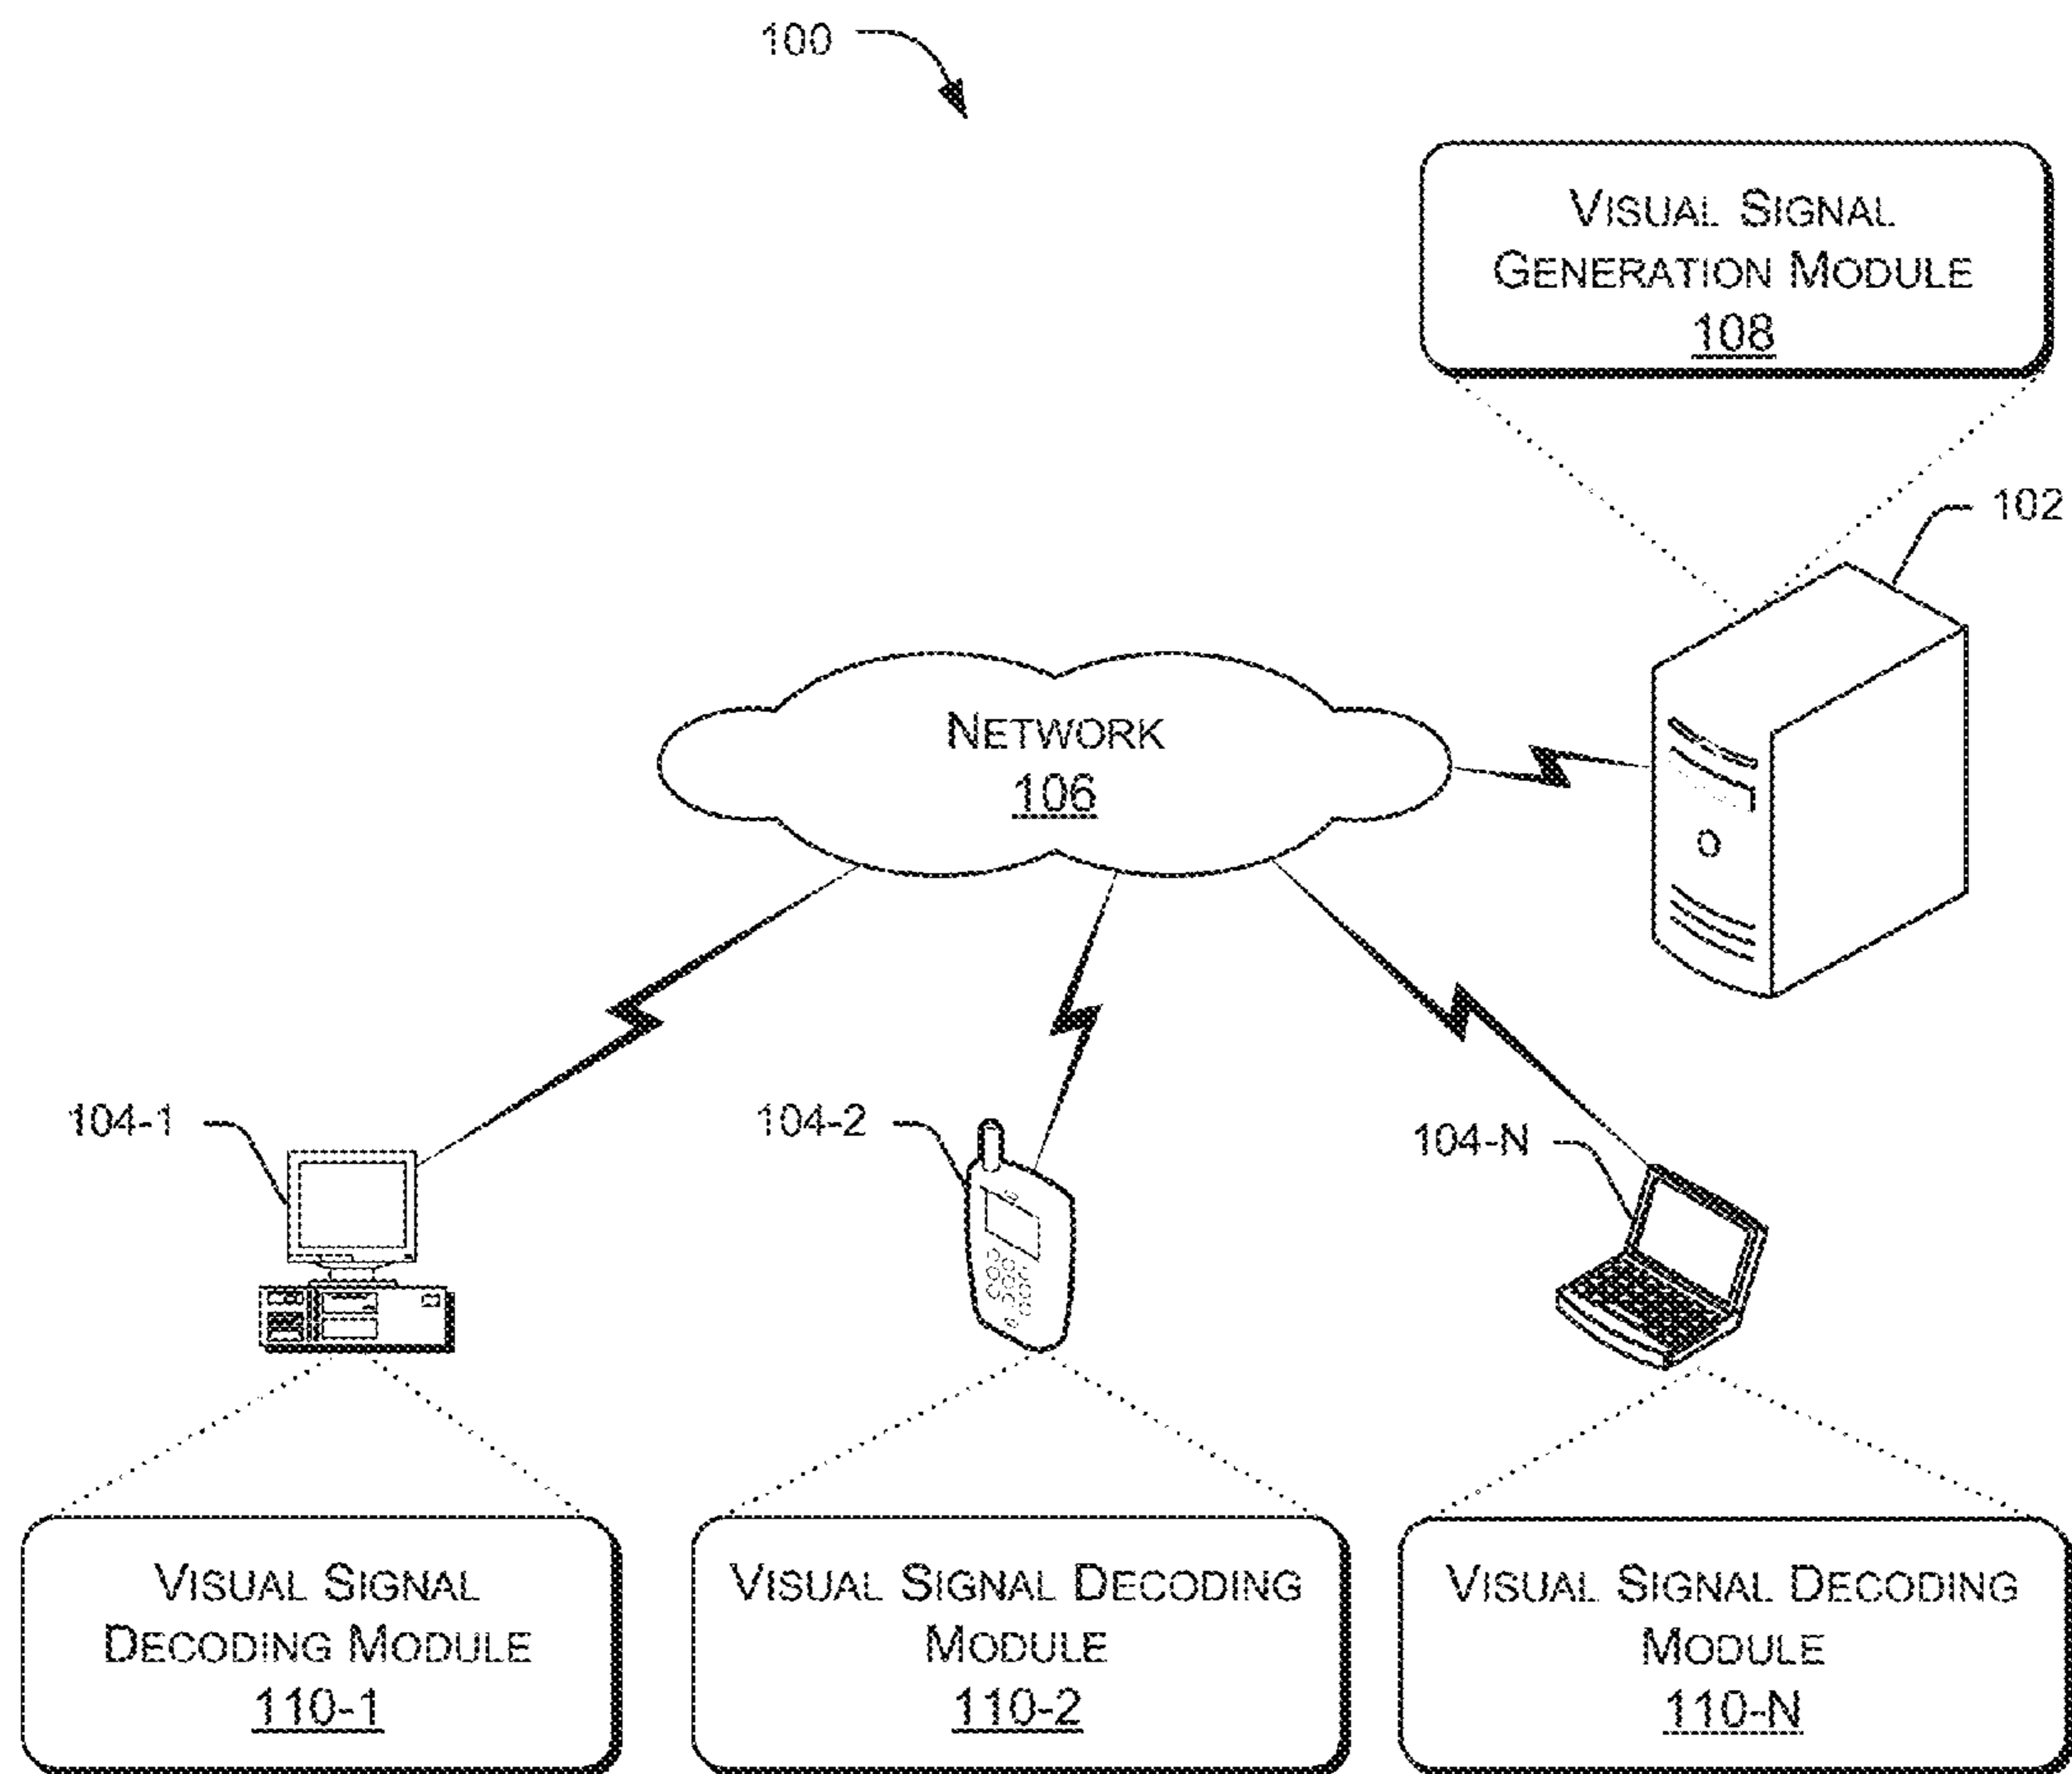 100
VISUAL SIGNAL
GENERATION MODULE
108
102
NETWORK
106
104-1
104-2
104-N
VISUAL SIGNAL
DECODING MODULE
110-1
VISUAL SIGNAL DECODING
MODULE
110-2
VISUAL SIGNAL DECODING
MODULE
110-N